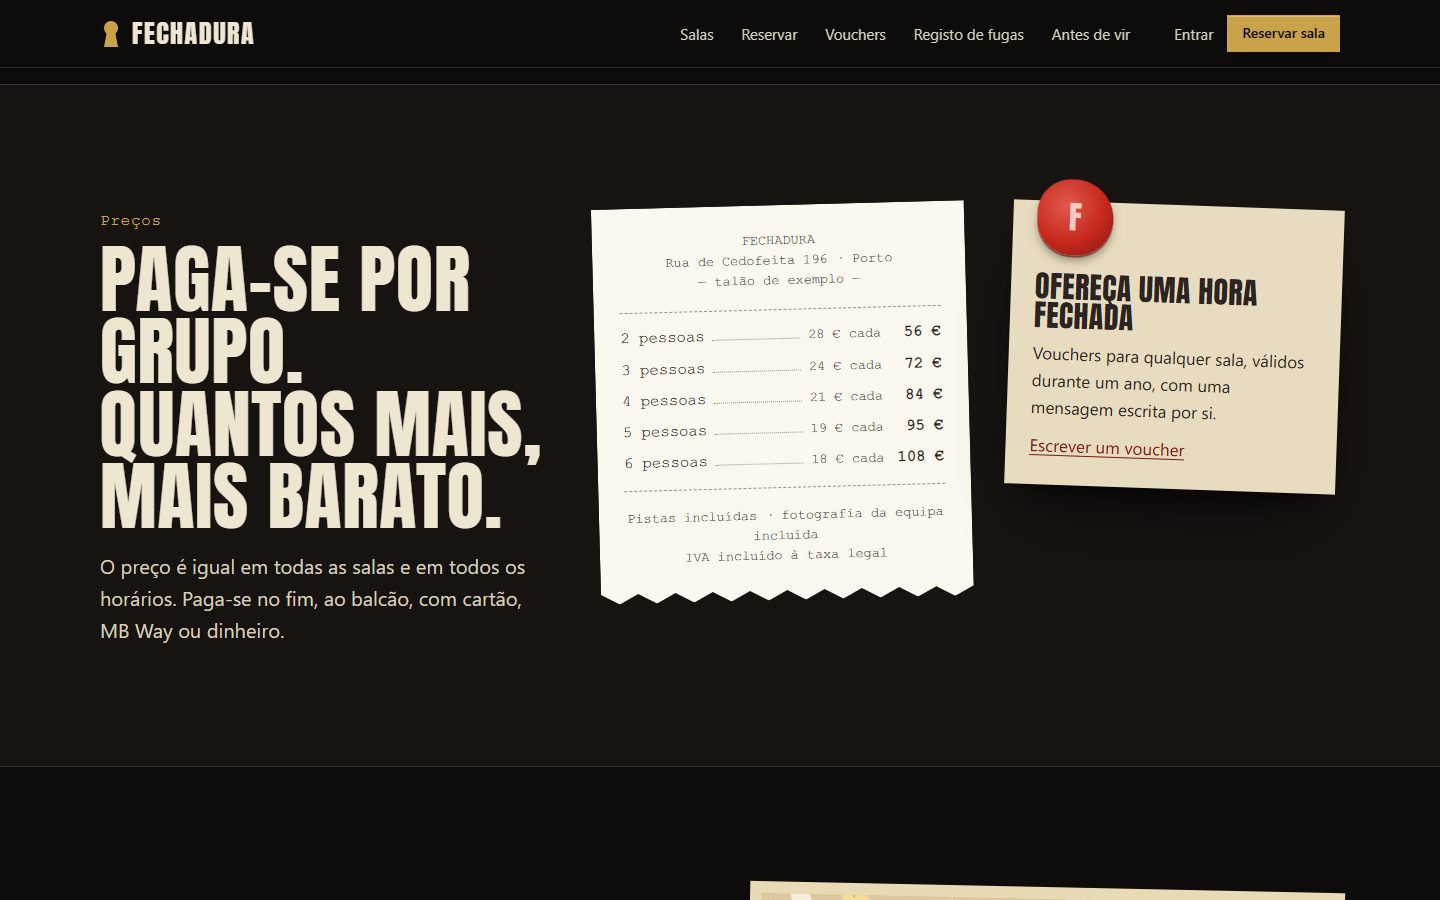 FECHADURA
Salas
Reservar
Vouchers
Registo de fugas
Antes de vir
Entrar
Reservar sala
Preços
PAGA-SE POR
GRUPO.
QUANTOS MAIS,
MAIS BARATO.
O preço é igual em todas as salas e em todos os
horários. Paga-se no fim, ao balcão, com cartão,
MB Way ou dinheiro.
FECHADURA
Rua de Cedofeita 196 · Porto
— talão de exemplo —
2 pessoas 28 € cada 56 €
3 pessoas 24 € cada 72 €
4 pessoas 21 € cada 84 €
5 pessoas 19 € cada 95 €
6 pessoas 18 € cada 108 €
Pistas incluídas · fotografia da equipa
incluída
IVA incluído à taxa legal
F
OFEREÇA UMA HORA
FECHADA
Vouchers para qualquer sala, válidos
durante um ano, com uma
mensagem escrita por si.
Escrever um voucher